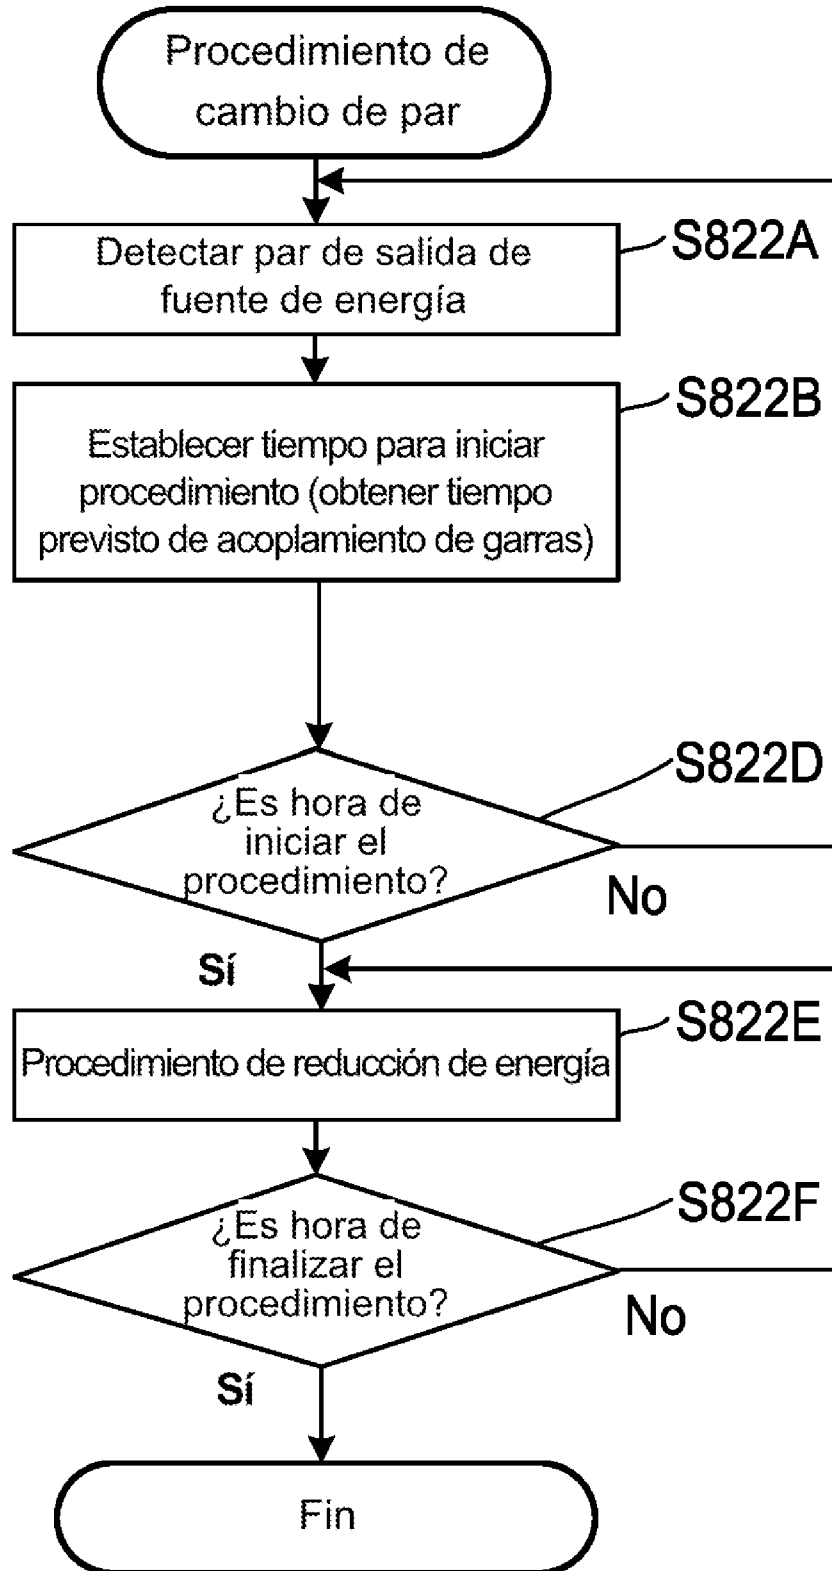 Procedimiento de
cambio de par
Detectar par de salida de
fuente de energía
S822A
Establecer tiempo para iniciar
procedimiento (obtener tiempo
previsto de acoplamiento de garras)
S822B
¿Es hora de
iniciar el
procedimiento?
S822D
No
Sí
Procedimiento de reducción de energía
S822E
¿Es hora de
finalizar el
procedimiento?
S822F
No
Sí
Fin